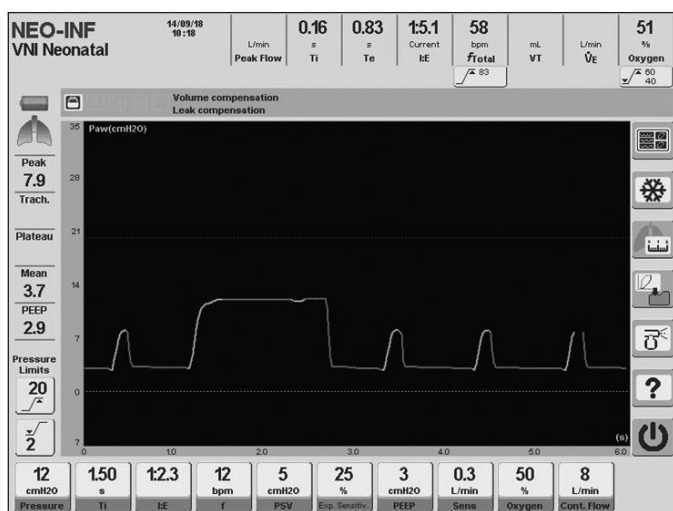 NEO-INF
VNI Neonatal
14/09/18
10:18
L/min
Peak Flow
0.16
s
Ti
0.83
s
Te
1:5.1
Current
I:E
58
bpm
fTotal
83
mL
VT
L/min
V̇E
51
%
Oxygen
60
40
Volume compensation
Leak compensation
Peak
7.9
Trach.
Plateau
Mean
3.7
PEEP
2.9
Pressure
Limits
20
2
Paw(cmH2O)
35
28
21
14
7
0
7
0 1.0 2.0 3.0 4.0 5.0 6.0
(s)
?
12
cmH2O
Pressure
1.50
s
Ti
1:2.3
I:E
12
bpm
f
5
cmH2O
PSV
25
%
Exp. Sensitiv.
3
cmH2O
PEEP
0.3
L/min
Sens
50
%
Oxygen
8
L/min
Cont. Flow